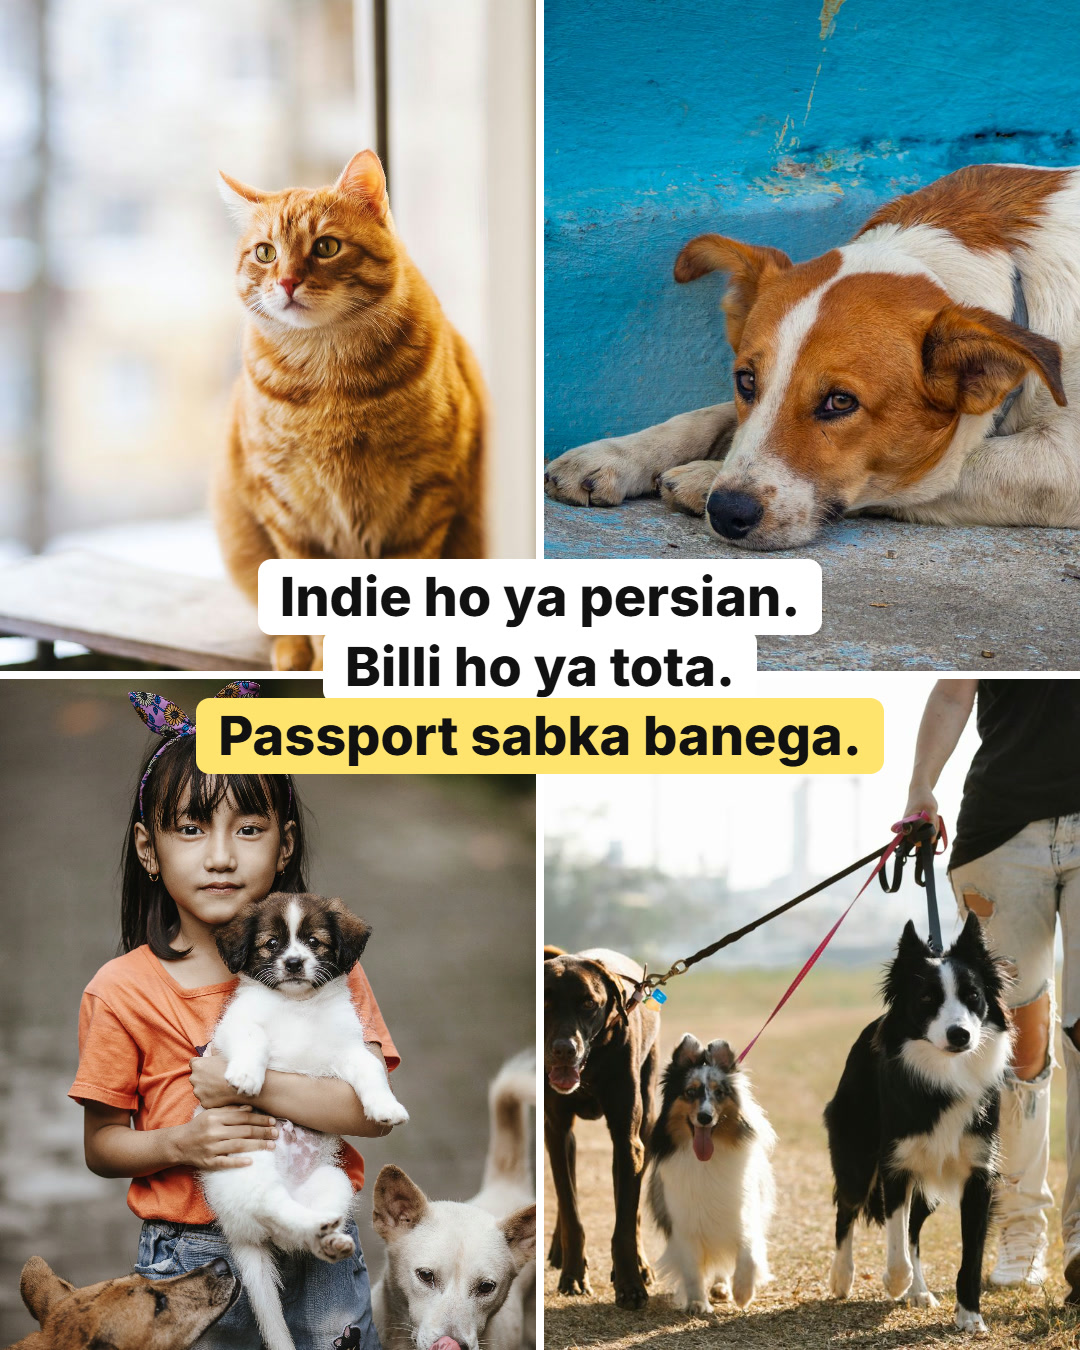 Indie ho ya persian.
Billi ho ya tota.
Passport sabka banega.